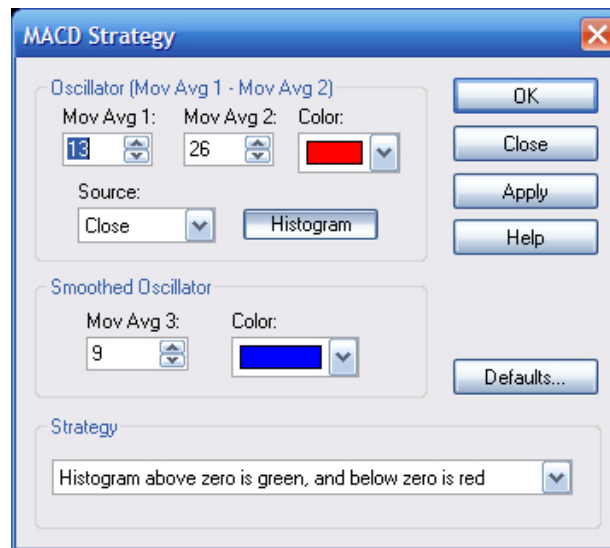 MACD Strategy
Oscillator (Mov Avg 1 - Mov Avg 2)
Mov Avg 1: Mov Avg 2: Color:
13 26
Source:
Close Histogram
Smoothed Oscillator
Mov Avg 3: Color:
9
Strategy
Histogram above zero is green, and below zero is red
OK
Close
Apply
Help
Defaults...